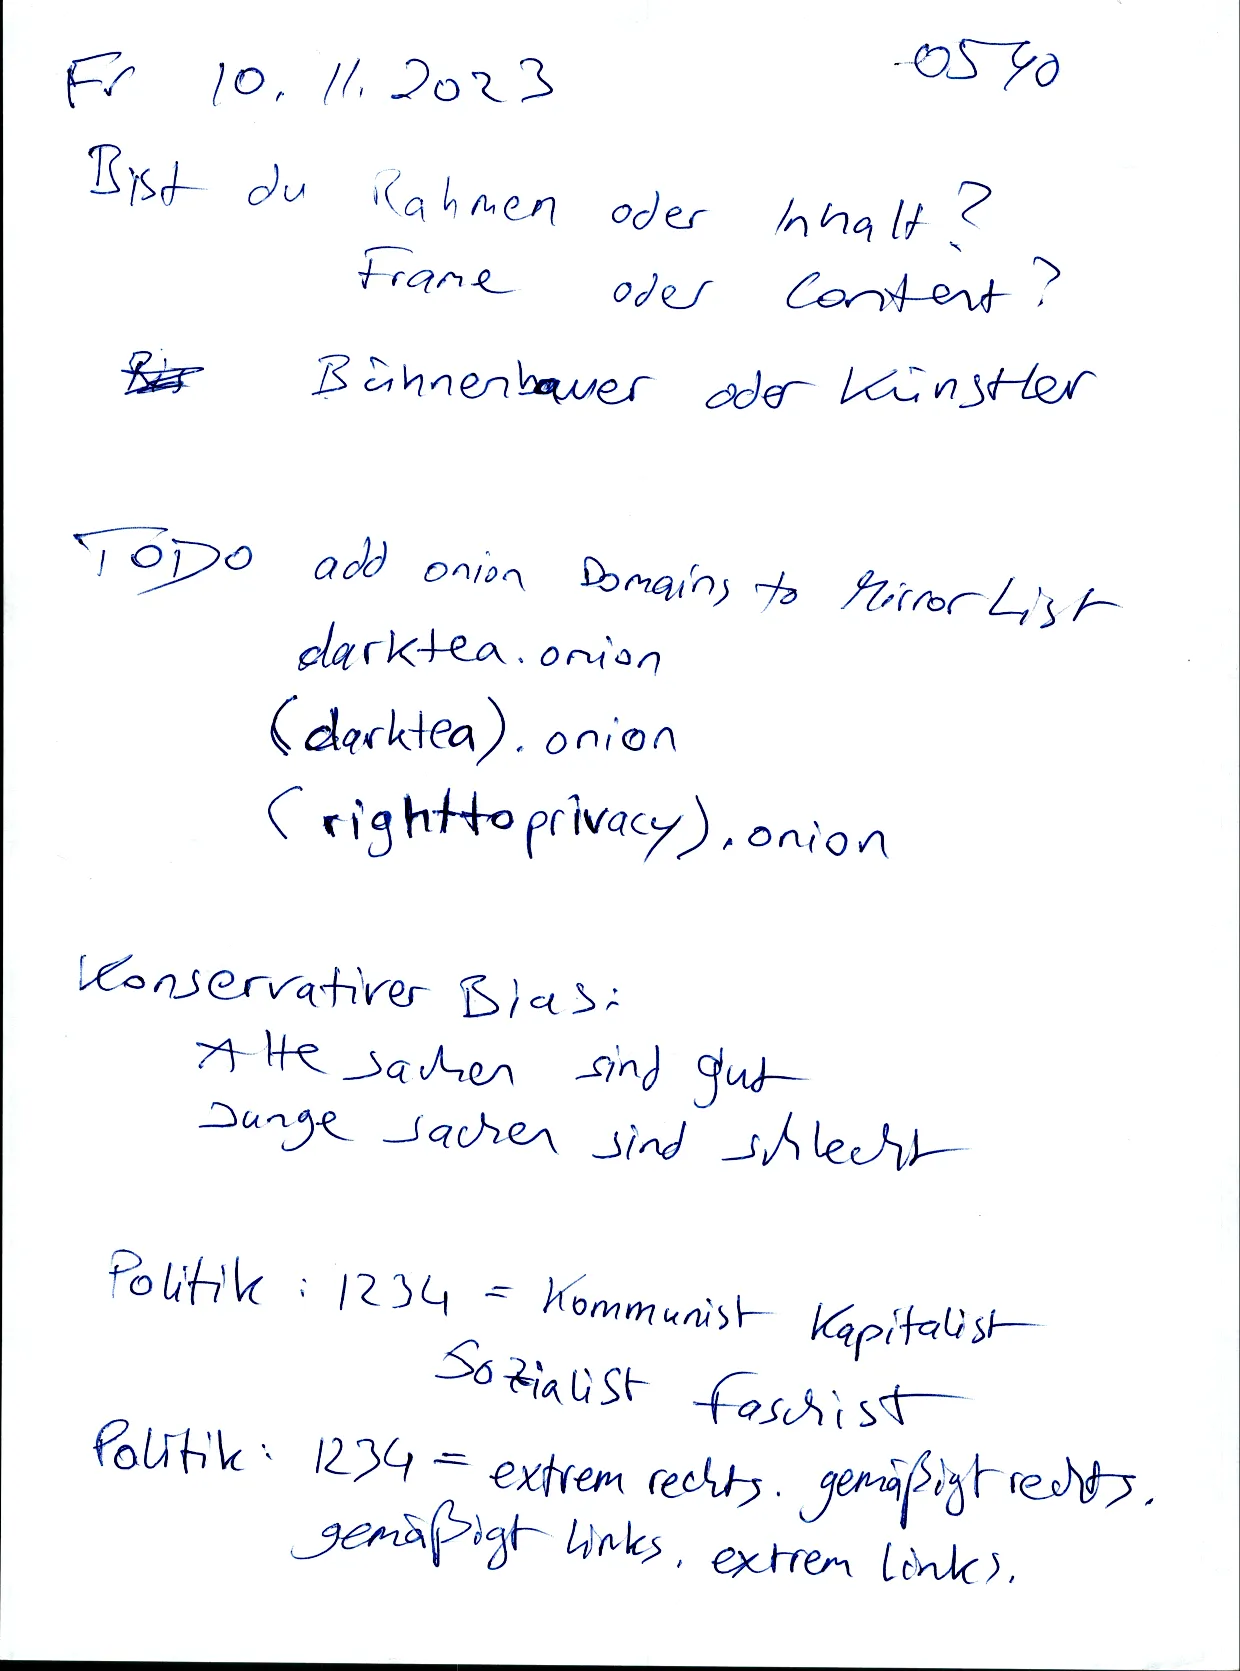 Fr 10.11.2023 0540
Bist du Rahmen oder Inhalt?
Frame oder Content?
Bühnenbauer oder Künstler
TODO add onion Domains to Mirror List
darktea.onion
(darktea).onion
(righttoprivacy).onion
Konservativer Bias:
Alte sachen sind gut
Junge sachen sind schlecht
Politik: 1234 = Kommunist Kapitalist
Sozialist Faschist
Politik: 1234 = extrem rechts. gemäßigt rechts.
gemäßigt links. extrem links.